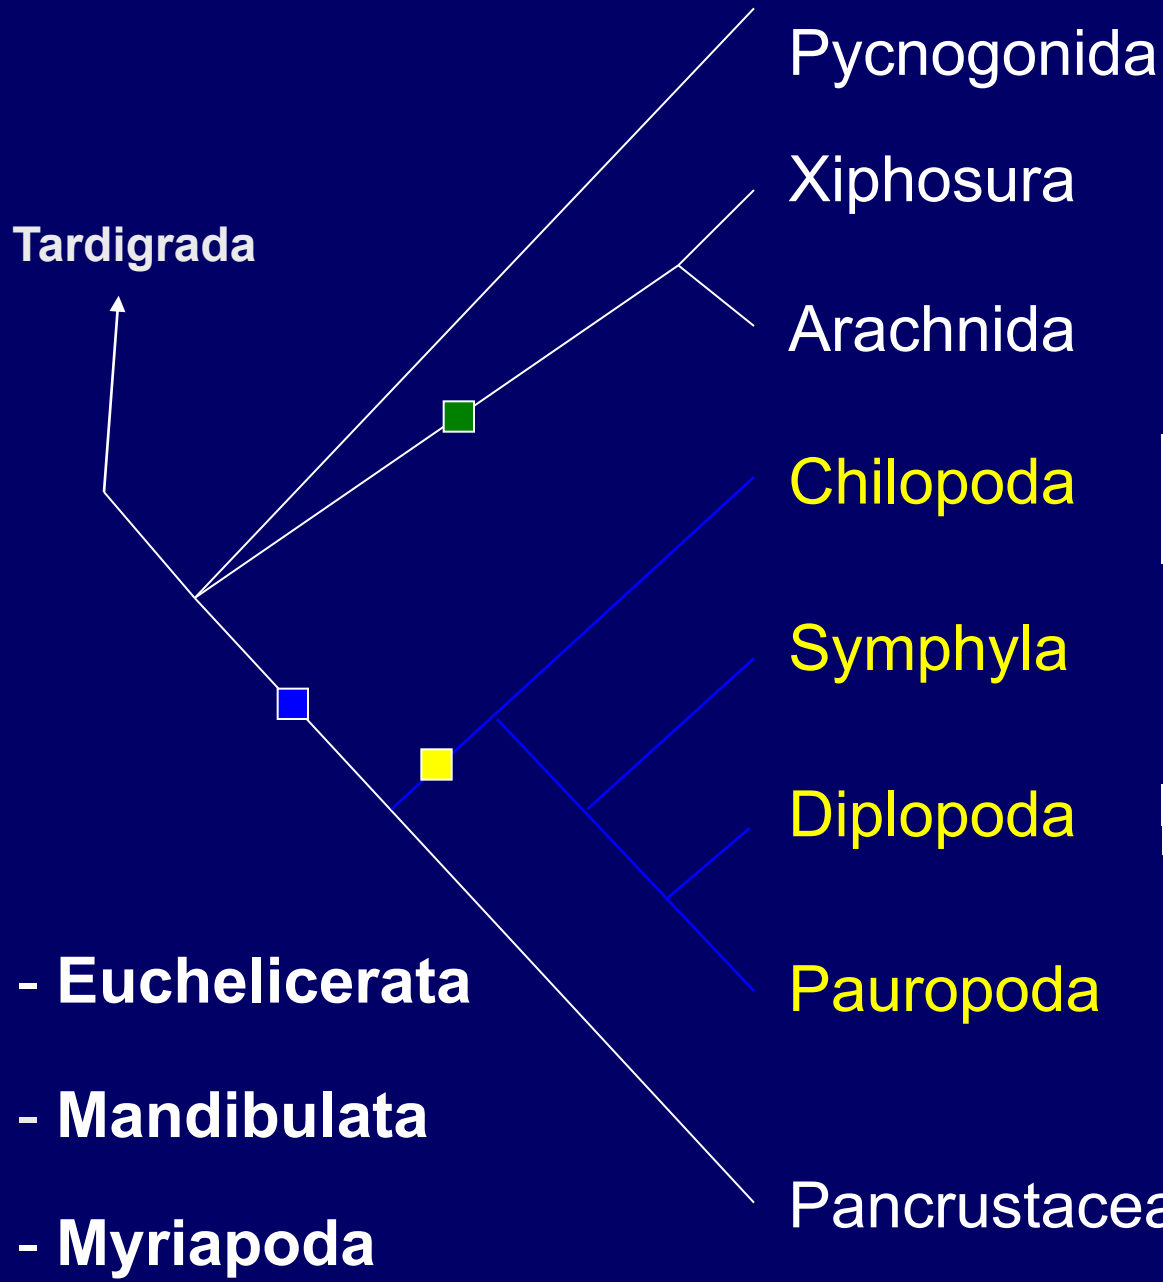 Pycnogonida
Xiphosura
Tardigrada
Arachnida
Chilopoda
Symphyla
Diplopoda
- Euchelicerata
Pauropoda
- Mandibulata
Pancrustacea
- Myriapoda